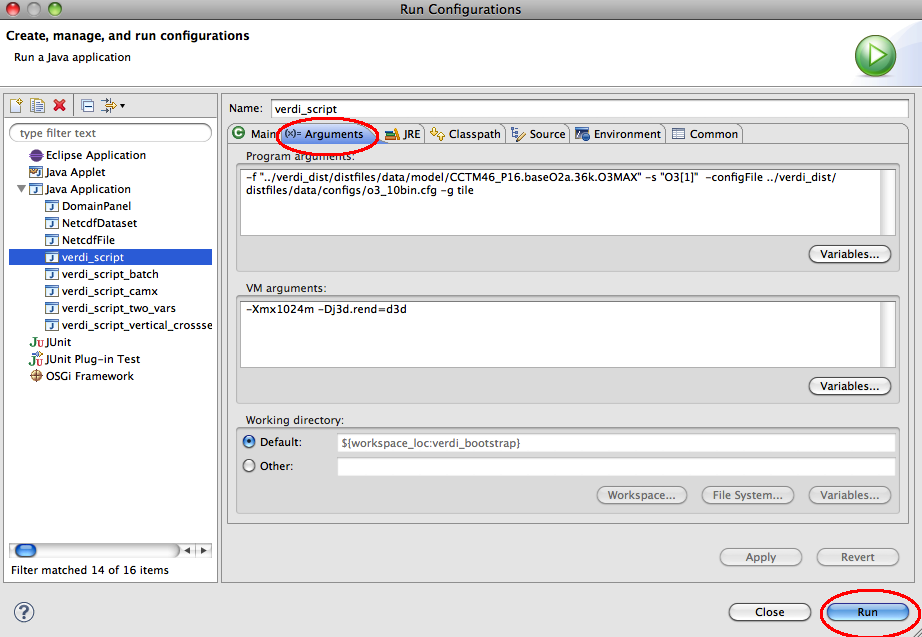 Run Configurations
Create, manage, and run configurations
Run a Java application
type filter text
Eclipse Application
Java Applet
Java Application
DomainPanel
NetcdfDataset
NetcdfFile
verdi_script
verdi_script_batch
verdi_script_camx
verdi_script_two_vars
verdi_script_vertical_crossse
JUnit
JUnit Plug-in Test
OSGi Framework
Filter matched 14 of 16 items
Name: verdi_script
Main (x)= Arguments JRE Classpath Source Environment Common
Program arguments:
-f "../verdi_dist/distfiles/data/model/CCTM46_P16.baseO2a.36k.O3MAX" -s "O3[1]" -configFile ../verdi_dist/
distfiles/data/configs/o3_10bin.cfg -g tile
Variables...
VM arguments:
-Xmx1024m -Dj3d.rend=d3d
Variables...
Working directory:
Default: ${workspace_loc:verdi_bootstrap}
Other:
Workspace... File System... Variables...
Apply Revert
? Close Run